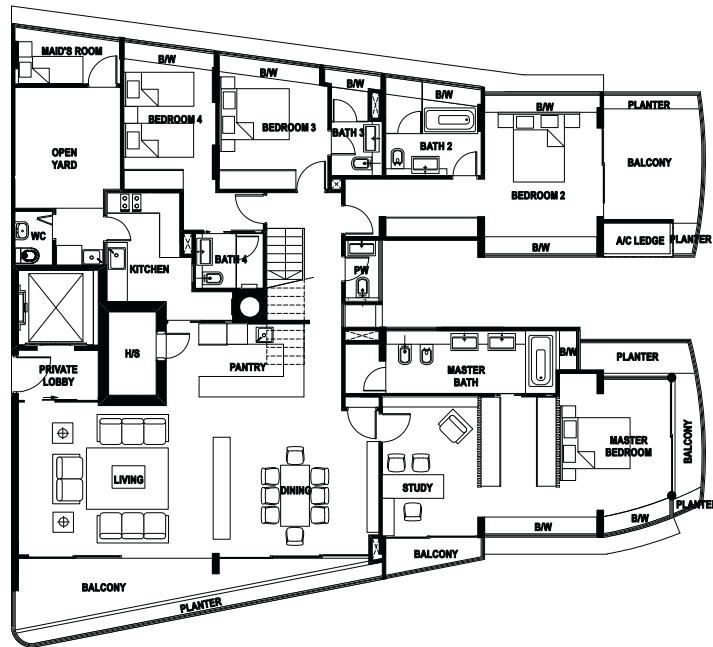 MAID'S ROOM
B/W
B/W
B/W
B/W
B/W
PLANTER
BEDROOM 4
BEDROOM 3
BATH 3
BATH 2
OPEN
YARD
BALCONY
BEDROOM 2
WC
BATH 4
KITCHEN
PW
B/W
A/C LEDGE
PLANTER
H/S
PANTRY
PRIVATE
LOBBY
MASTER
BATH
B/W
PLANTER
LIVING
DINING
STUDY
MASTER
BEDROOM
BALCONY
PLANTER
B/W
B/W
BALCONY
BALCONY
PLANTER